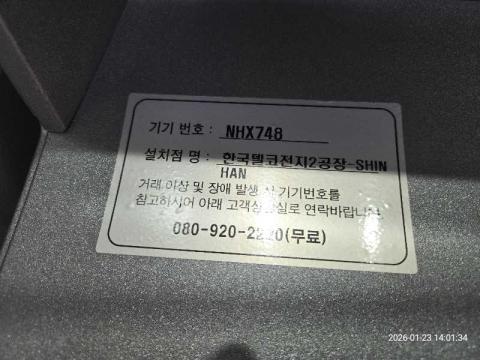 기기 번호 : NHX748
설치점 명 : 한국델코전지2공장-SHIN
HAN
거래 이상 및 장애 발생 시 기기번호를
참고하시어 아래 고객상담실로 연락바랍니다
080-920-2220(무료)
2026-01-23 14:01:34